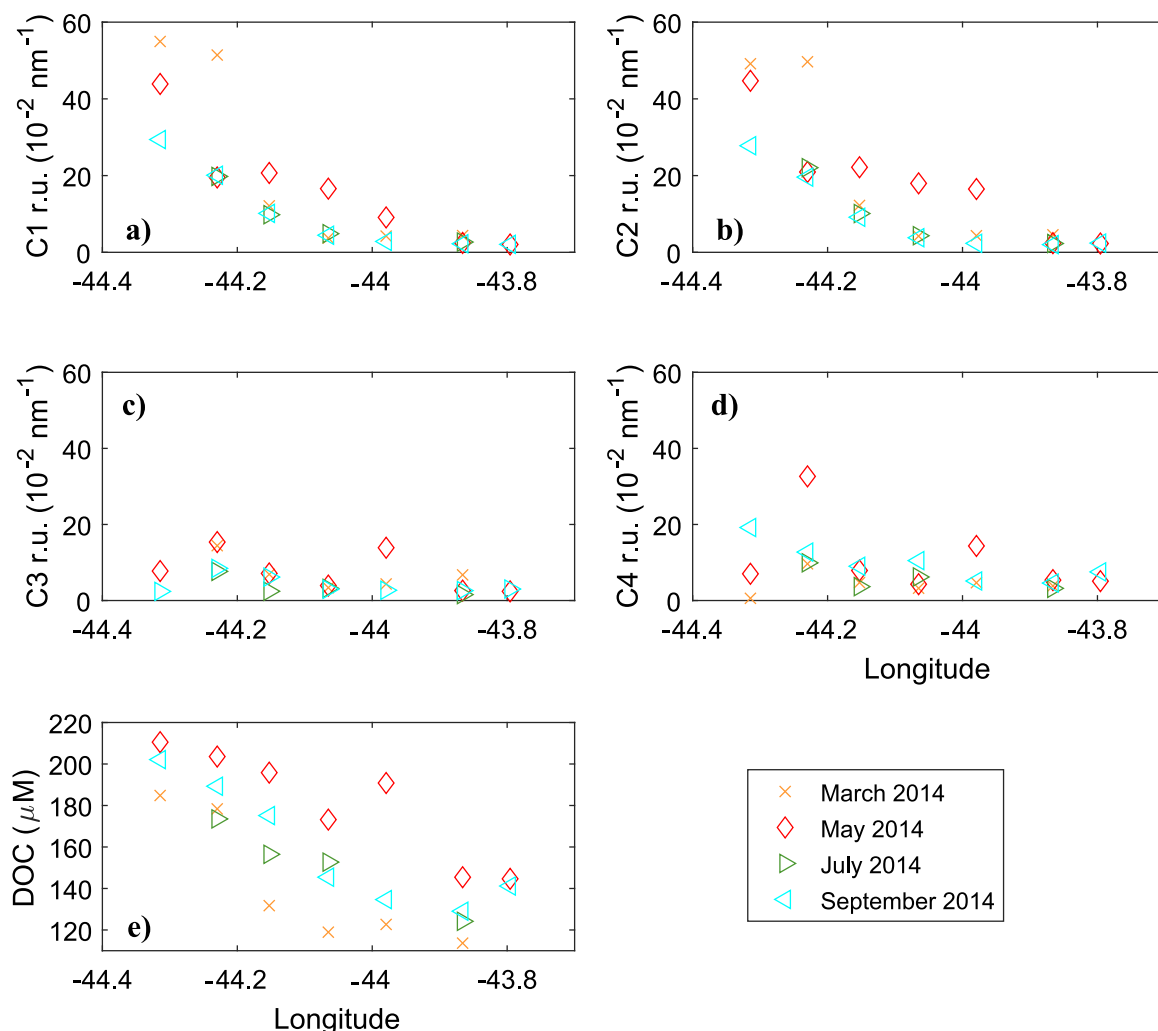 60
40
20
0
C1 r.u. (10⁻² nm⁻¹)
a)
-44.4 -44.2 -44 -43.8
60
40
20
0
C2 r.u. (10⁻² nm⁻¹)
b)
-44.4 -44.2 -44 -43.8
60
40
20
0
C3 r.u. (10⁻² nm⁻¹)
c)
-44.4 -44.2 -44 -43.8
60
40
20
0
C4 r.u. (10⁻² nm⁻¹)
d)
-44.4 -44.2 -44 -43.8
Longitude
220
200
180
160
140
120
DOC (μM)
e)
-44.4 -44.2 -44 -43.8
Longitude
March 2014
May 2014
July 2014
September 2014